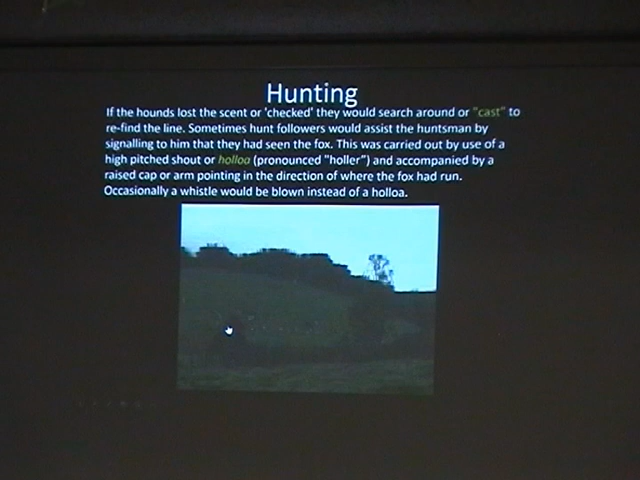 Hunting
If the hounds lost the scent or 'checked' they would search around or "cast" to
re-find the line. Sometimes hunt followers would assist the huntsman by
signalling to him that they had seen the fox. This was carried out by use of a
high pitched shout or holloa (pronounced "holler") and accompanied by a
raised cap or arm pointing in the direction of where the fox had run.
Occasionally a whistle would be blown instead of a holloa.